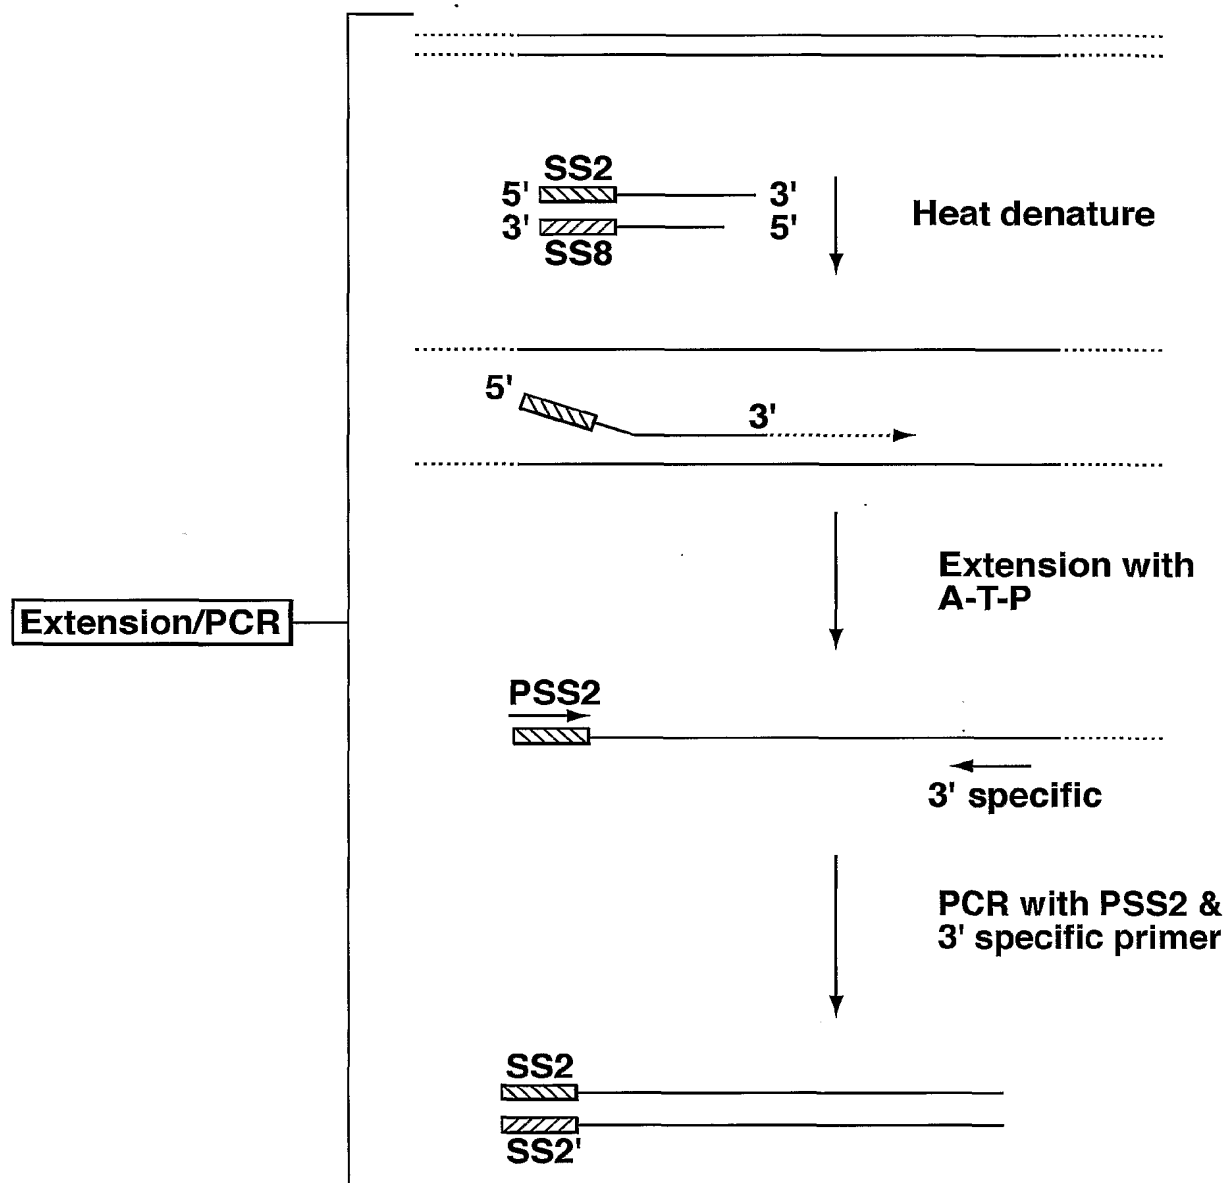 SS2
5' 3'
3' 5'
SS8
Heat denature
5'
3'
Extension with
A-T-P
Extension/PCR
PSS2
3' specific
PCR with PSS2 &
3' specific primer
SS2
SS2'